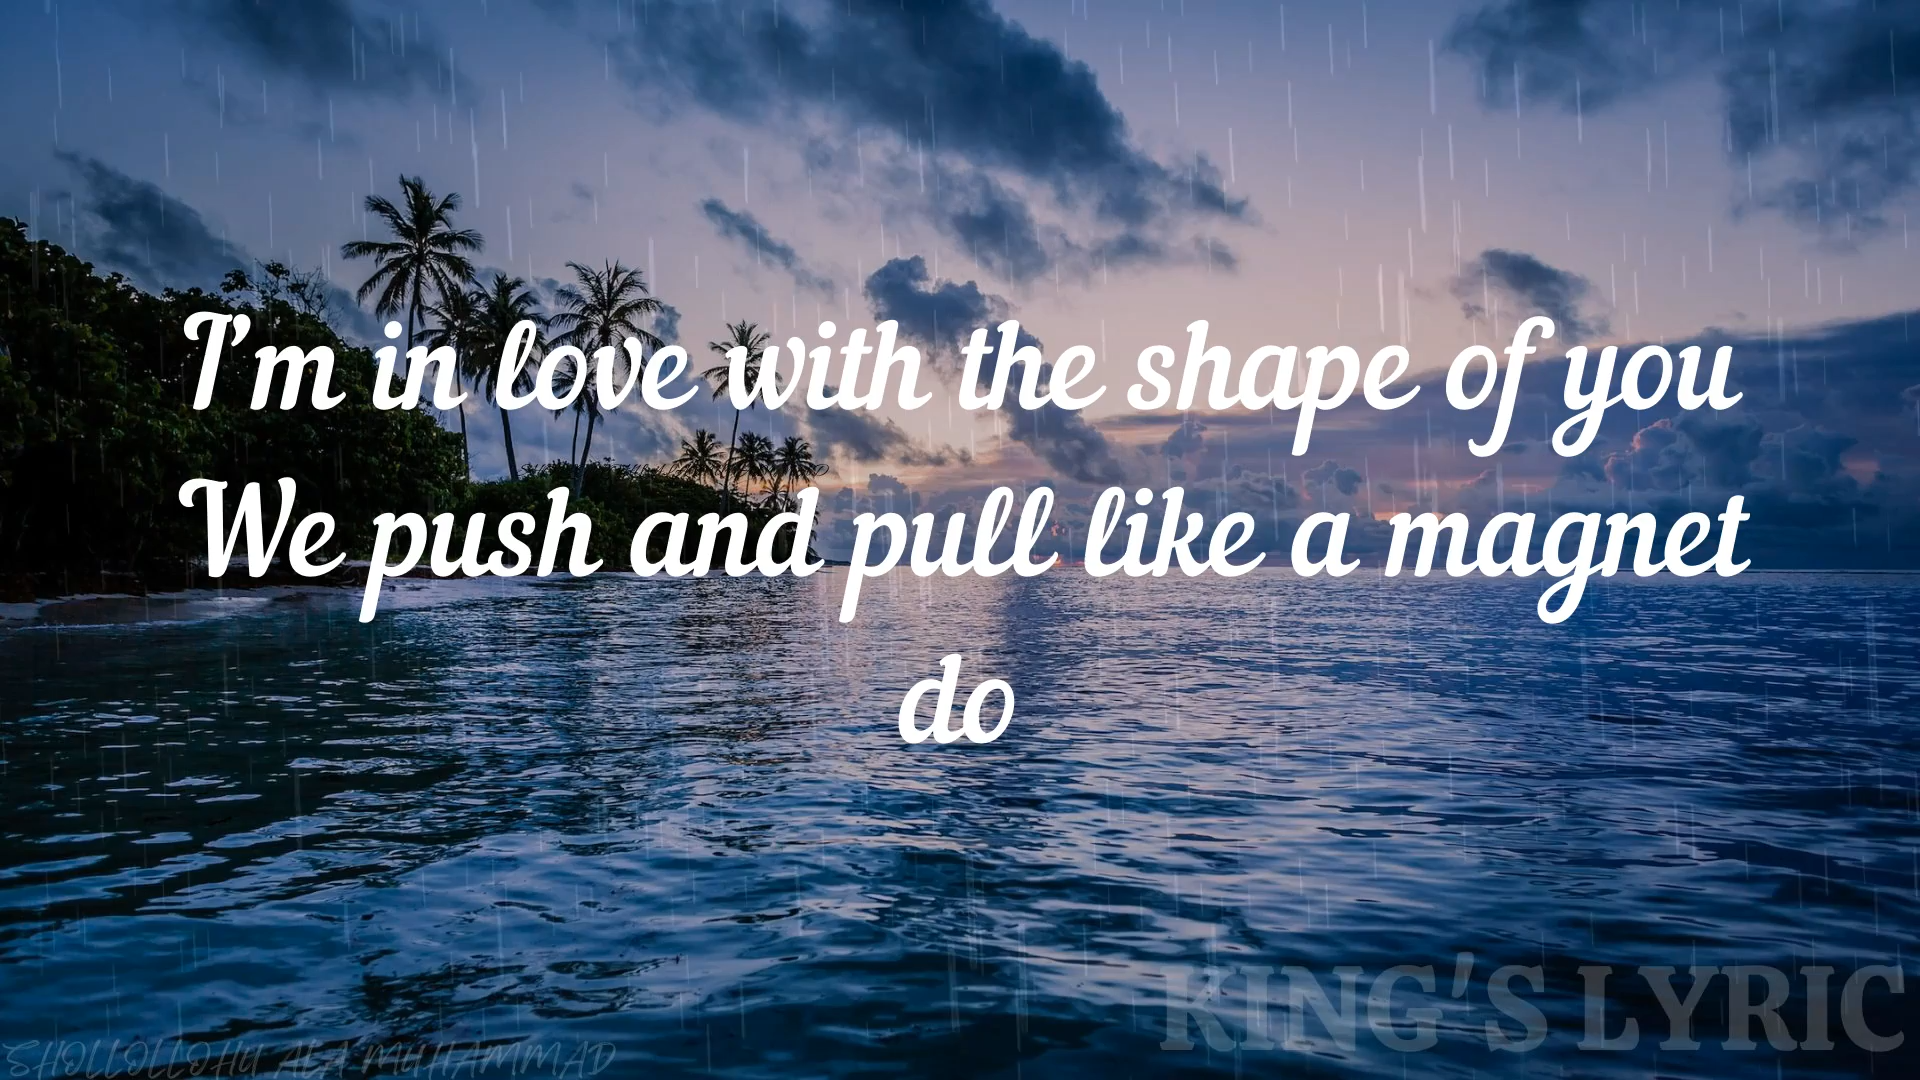 I'm in love with the shape of you
We push and pull like a magnet
do
KING'S LYRIC
SHOLLOLLOHU ALA MUHAMMAD